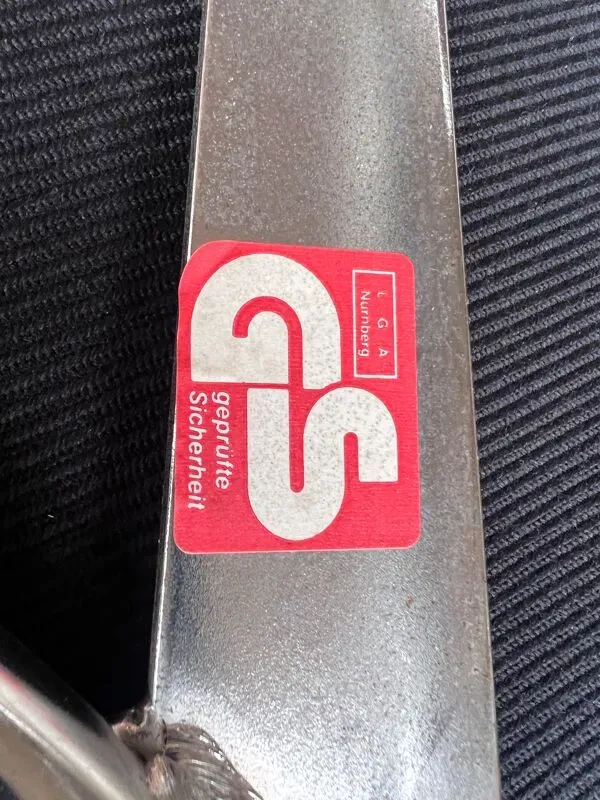 L G A
Nürnberg
GS
geprüfte
Sicherheit